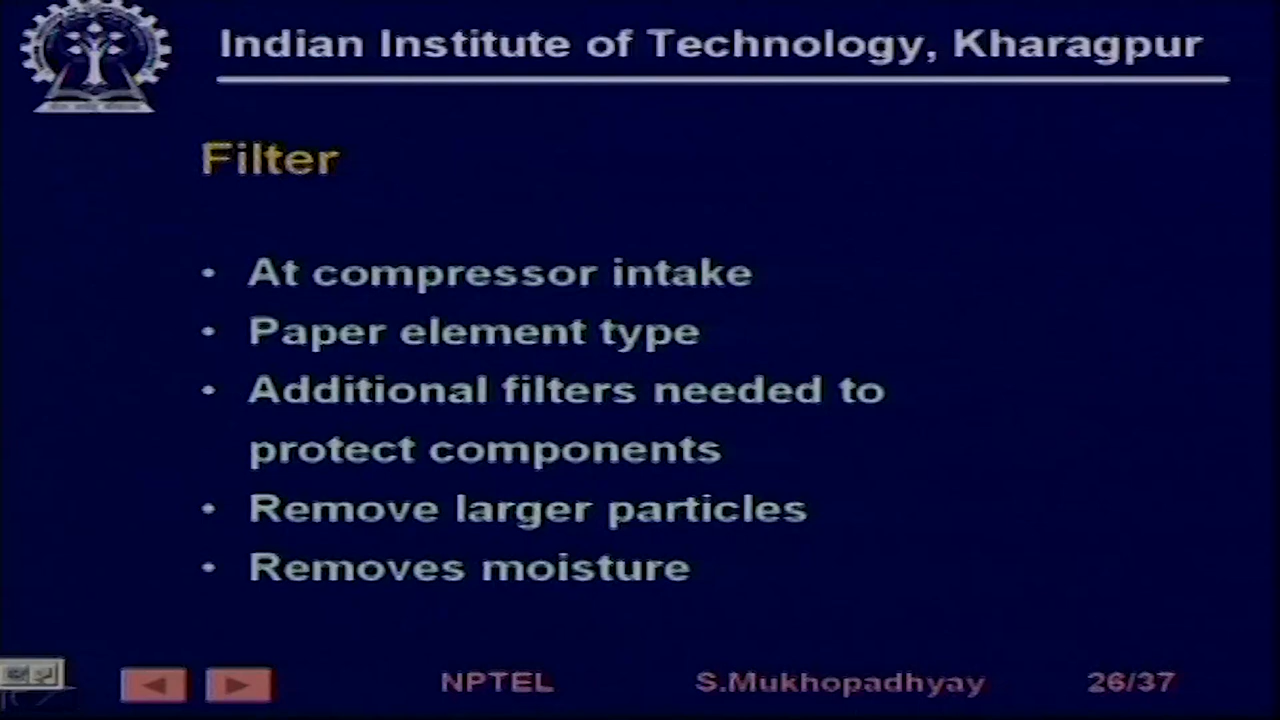 Indian Institute of Technology, Kharagpur
Filter
• At compressor intake
• Paper element type
• Additional filters needed to
protect components
• Remove larger particles
• Removes moisture
NPTEL S.Mukhopadhyay 26/37